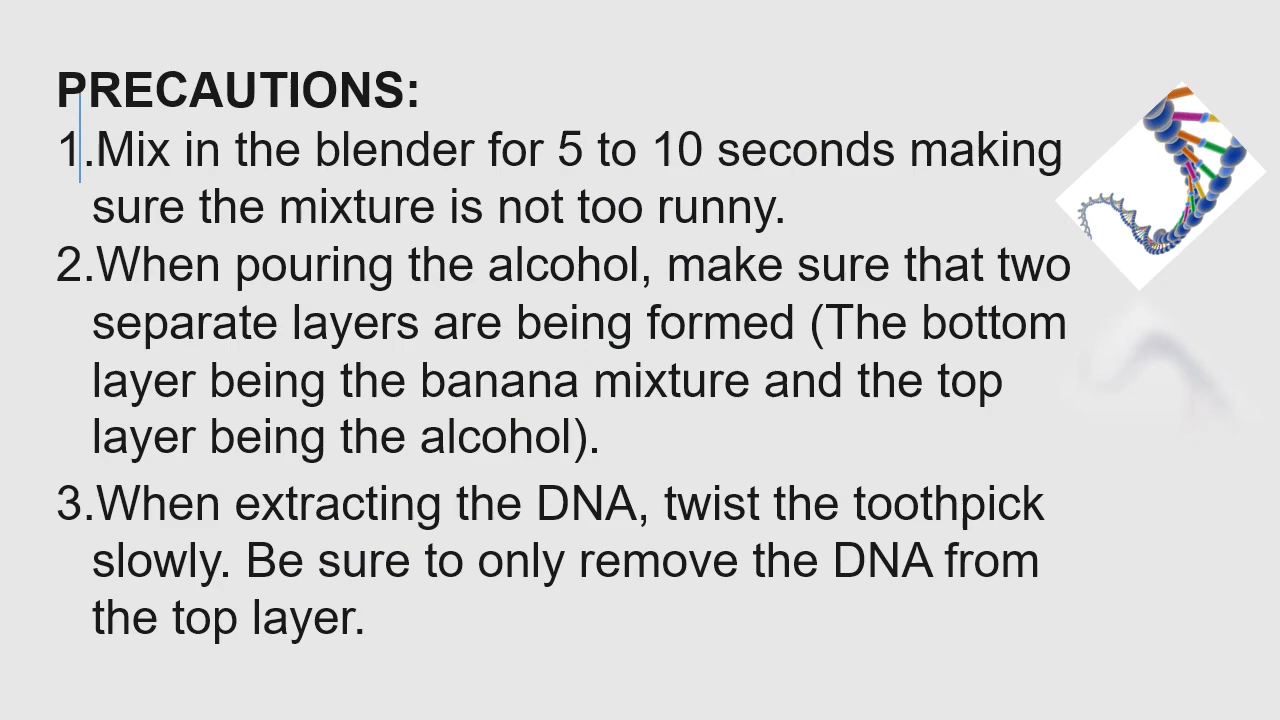 PRECAUTIONS:
1.Mix in the blender for 5 to 10 seconds making
sure the mixture is not too runny.
2.When pouring the alcohol, make sure that two
separate layers are being formed (The bottom
layer being the banana mixture and the top
layer being the alcohol).
3.When extracting the DNA, twist the toothpick
slowly. Be sure to only remove the DNA from
the top layer.